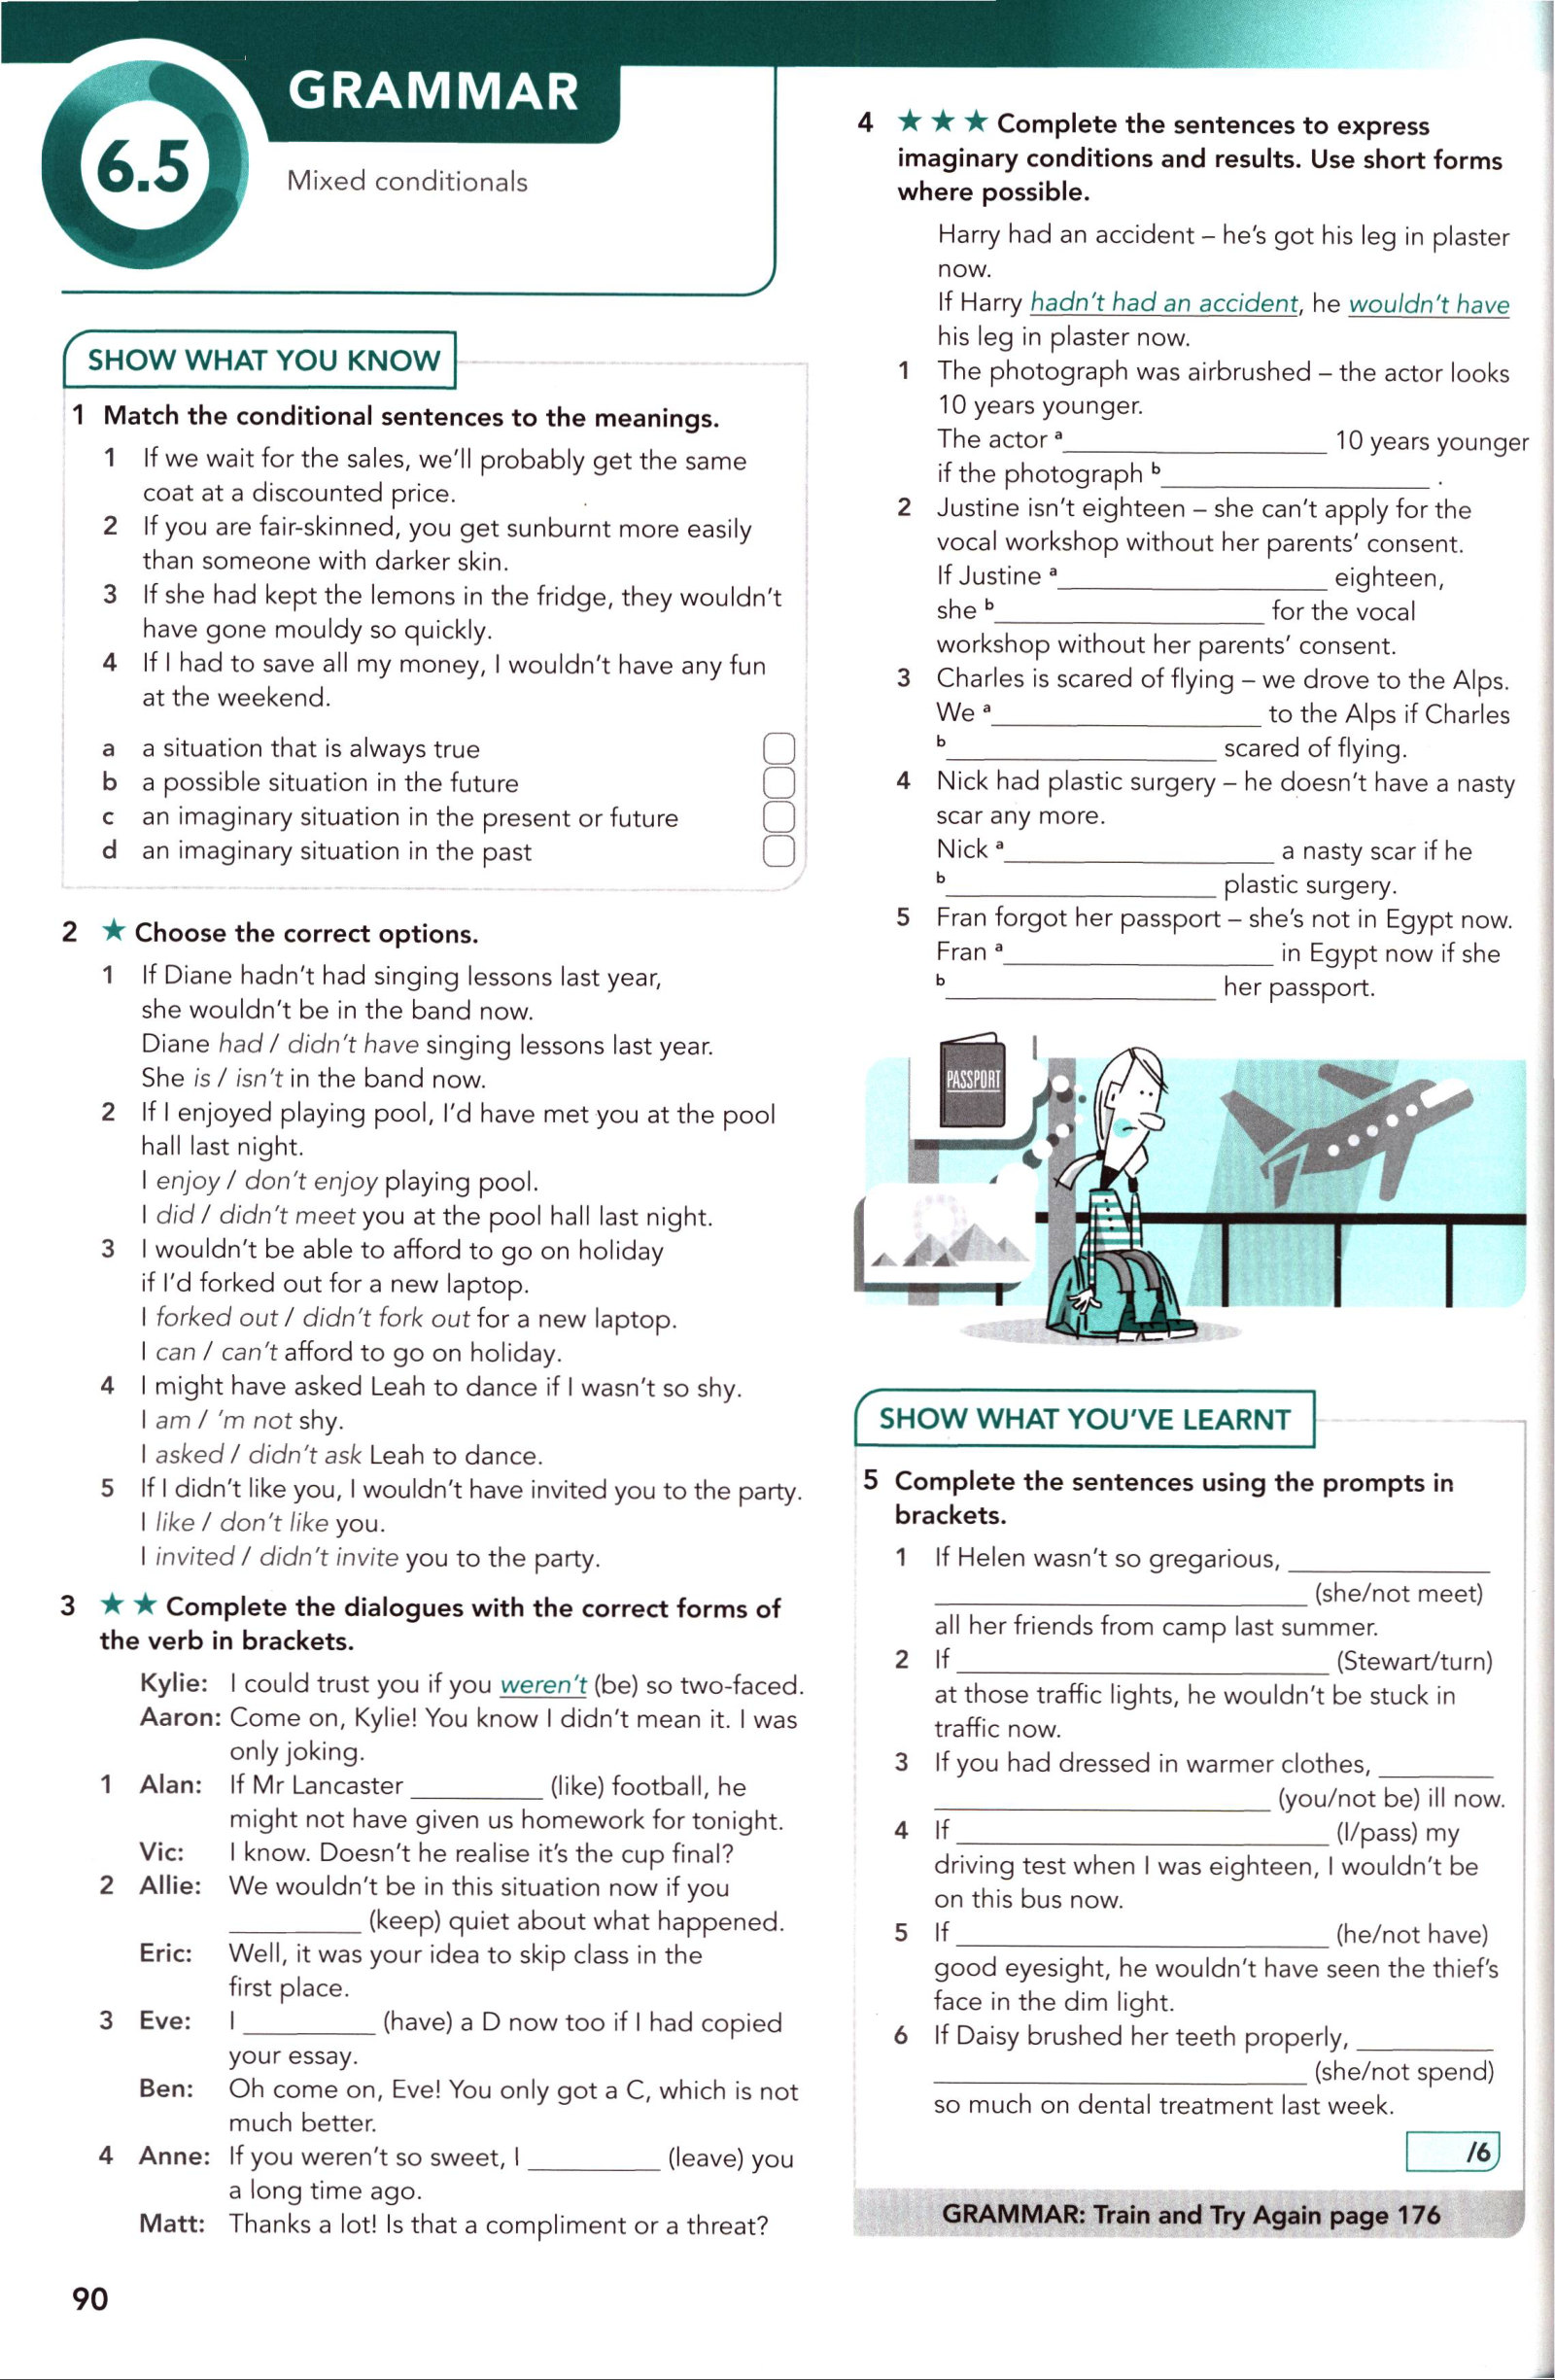 GRAMMAR
6.5
Mixed conditionals
SHOW WHAT YOU KNOW
1 Match the conditional sentences to the meanings.
1 If we wait for the sales, we'll probably get the same
coat at a discounted price.
2 If you are fair-skinned, you get sunburnt more easily
than someone with darker skin.
3 If she had kept the lemons in the fridge, they wouldn't
have gone mouldy so quickly.
4 If I had to save all my money, I wouldn't have any fun
at the weekend.
a a situation that is always true
b a possible situation in the future
c an imaginary situation in the present or future
d an imaginary situation in the past
2 ★ Choose the correct options.
1 If Diane hadn't had singing lessons last year,
she wouldn't be in the band now.
Diane had / didn't have singing lessons last year.
She is / isn't in the band now.
2 If I enjoyed playing pool, I'd have met you at the pool
hall last night.
I enjoy / don't enjoy playing pool.
I did / didn't meet you at the pool hall last night.
3 I wouldn't be able to afford to go on holiday
if I'd forked out for a new laptop.
I forked out / didn't fork out for a new laptop.
I can / can't afford to go on holiday.
4 I might have asked Leah to dance if I wasn't so shy.
I am / 'm not shy.
I asked / didn't ask Leah to dance.
5 If I didn't like you, I wouldn't have invited you to the party.
I like / don't like you.
I invited / didn't invite you to the party.
3 ★ ★ Complete the dialogues with the correct forms of
the verb in brackets.
Kylie: I could trust you if you weren't (be) so two-faced.
Aaron: Come on, Kylie! You know I didn't mean it. I was
only joking.
1 Alan: If Mr Lancaster __________ (like) football, he
might not have given us homework for tonight.
Vic: I know. Doesn't he realise it's the cup final?
2 Allie: We wouldn't be in this situation now if you
__________ (keep) quiet about what happened.
Eric: Well, it was your idea to skip class in the
first place.
3 Eve: I __________ (have) a D now too if I had copied
your essay.
Ben: Oh come on, Eve! You only got a C, which is not
much better.
4 Anne: If you weren't so sweet, I __________ (leave) you
a long time ago.
Matt: Thanks a lot! Is that a compliment or a threat?
90
4 ★ ★ ★ Complete the sentences to express
imaginary conditions and results. Use short forms
where possible.
Harry had an accident – he's got his leg in plaster
now.
If Harry hadn't had an accident, he wouldn't have
his leg in plaster now.
1 The photograph was airbrushed – the actor looks
10 years younger.
The actor a____________________ 10 years younger
if the photograph b____________________ .
2 Justine isn't eighteen – she can't apply for the
vocal workshop without her parents' consent.
If Justine a____________________ eighteen,
she b____________________ for the vocal
workshop without her parents' consent.
3 Charles is scared of flying – we drove to the Alps.
We a____________________ to the Alps if Charles
b____________________ scared of flying.
4 Nick had plastic surgery – he doesn't have a nasty
scar any more.
Nick a____________________ a nasty scar if he
b____________________ plastic surgery.
5 Fran forgot her passport – she's not in Egypt now.
Fran a____________________ in Egypt now if she
b____________________ her passport.
PASSPORT
SHOW WHAT YOU'VE LEARNT
5 Complete the sentences using the prompts in
brackets.
1 If Helen wasn't so gregarious, _______________
____________________________ (she/not meet)
all her friends from camp last summer.
2 If ____________________________ (Stewart/turn)
at those traffic lights, he wouldn't be stuck in
traffic now.
3 If you had dressed in warmer clothes, _________
_________________________ (you/not be) ill now.
4 If ____________________________ (I/pass) my
driving test when I was eighteen, I wouldn't be
on this bus now.
5 If ____________________________ (he/not have)
good eyesight, he wouldn't have seen the thief's
face in the dim light.
6 If Daisy brushed her teeth properly, __________
____________________________ (she/not spend)
so much on dental treatment last week.
/6
GRAMMAR: Train and Try Again page 176